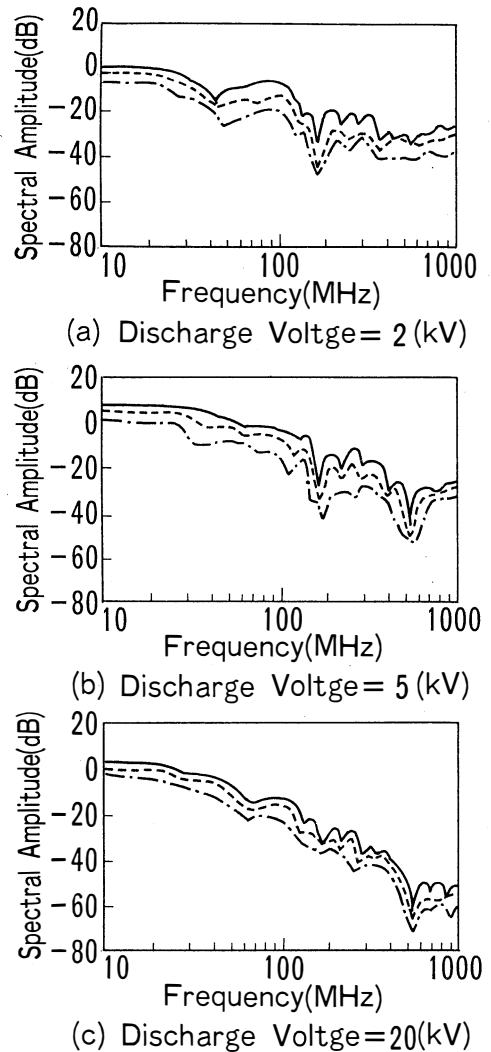 20
0
-20
-40
-60
-80
Spectral Amplitude(dB)
10 100 1000
Frequency(MHz)
(a) Discharge Voltge= 2 (kV)
20
0
-20
-40
-60
-80
Spectral Amplitude(dB)
10 100 1000
Frequency(MHz)
(b) Discharge Voltge= 5 (kV)
20
0
-20
-40
-60
-80
Spectral Amplitude(dB)
10 100 1000
Frequency(MHz)
(c) Discharge Voltge=20(kV)